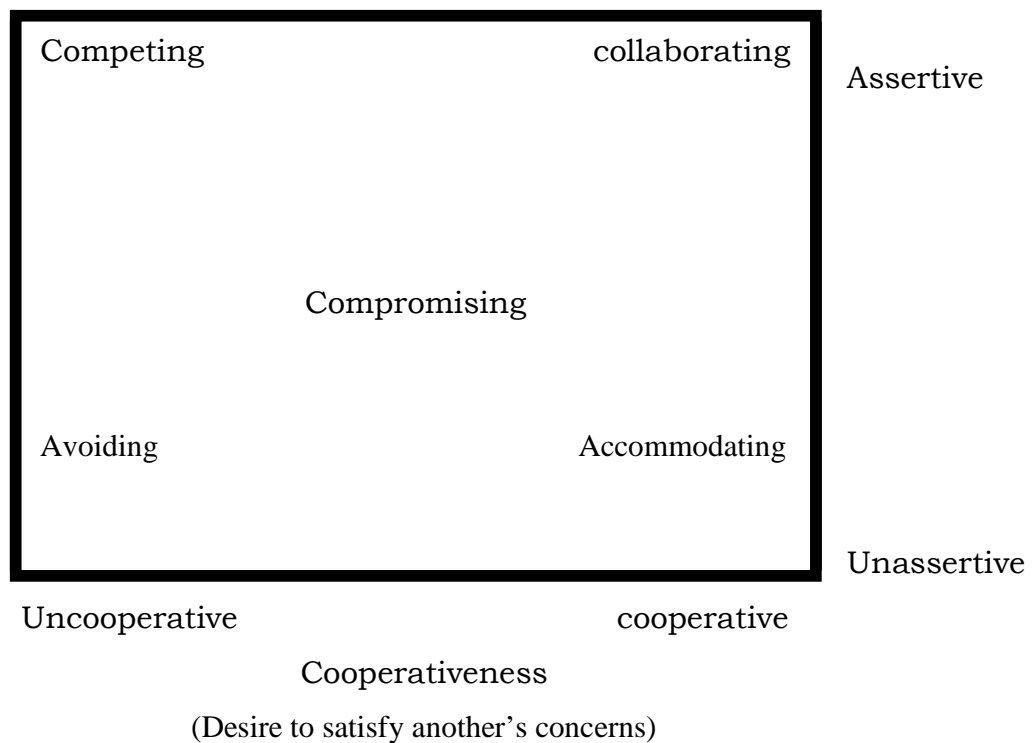 Competing collaborating
Assertive
Compromising
Avoiding Accommodating
Unassertive
Uncooperative cooperative
Cooperativeness
(Desire to satisfy another’s concerns)